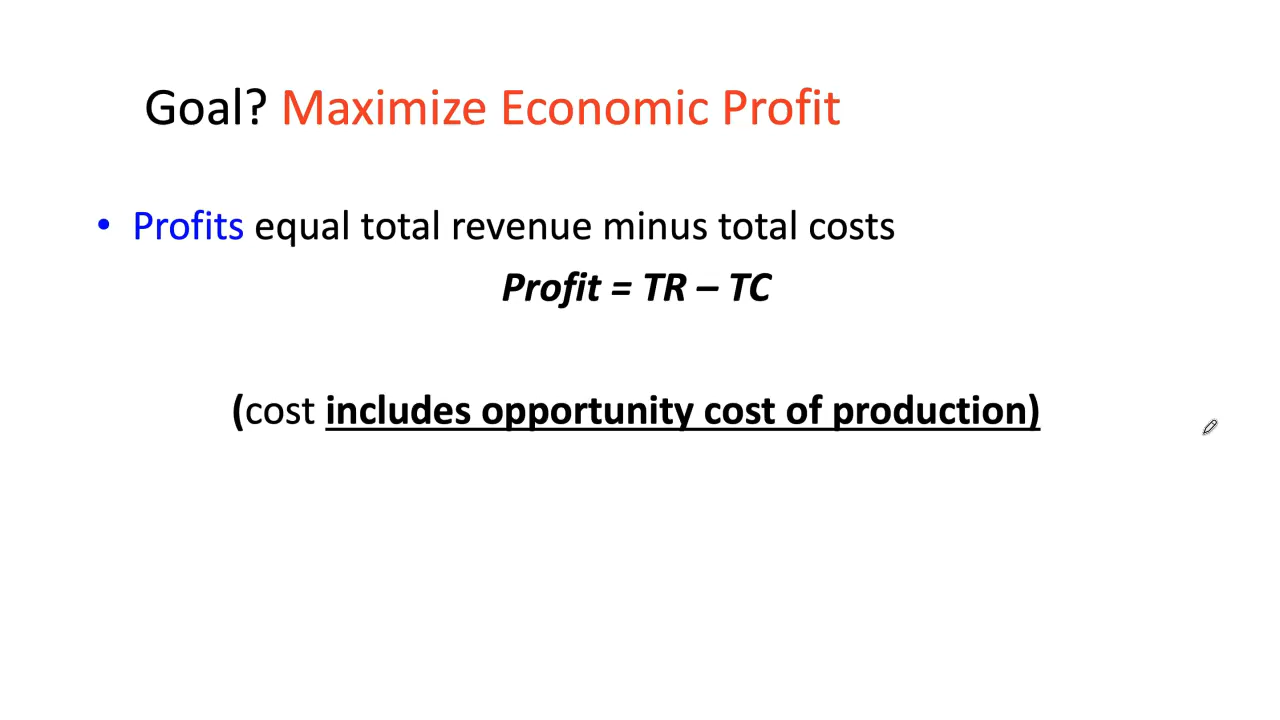 Goal? Maximize Economic Profit
• Profits equal total revenue minus total costs
Profit = TR – TC
(cost includes opportunity cost of production)